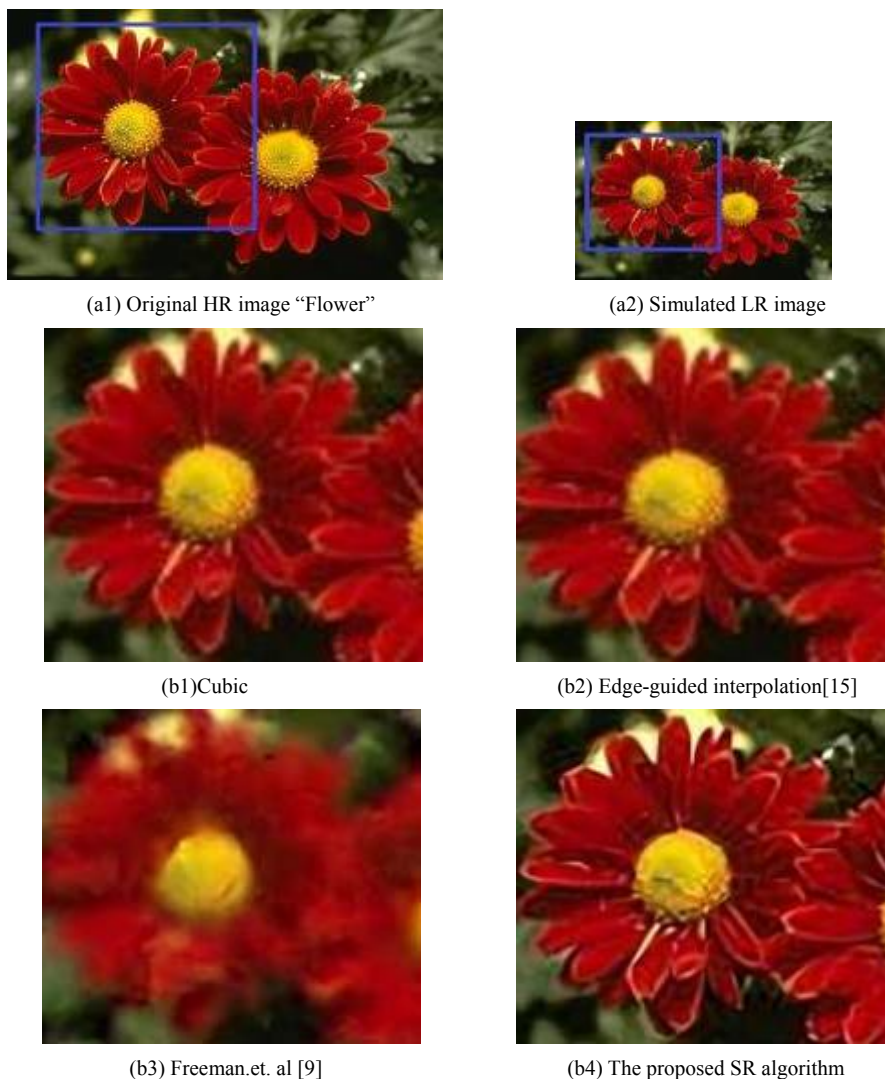 (a1) Original HR image “Flower”
(a2) Simulated LR image
(b1)Cubic
(b2) Edge-guided interpolation[15]
(b3) Freeman.et. al [9]
(b4) The proposed SR algorithm